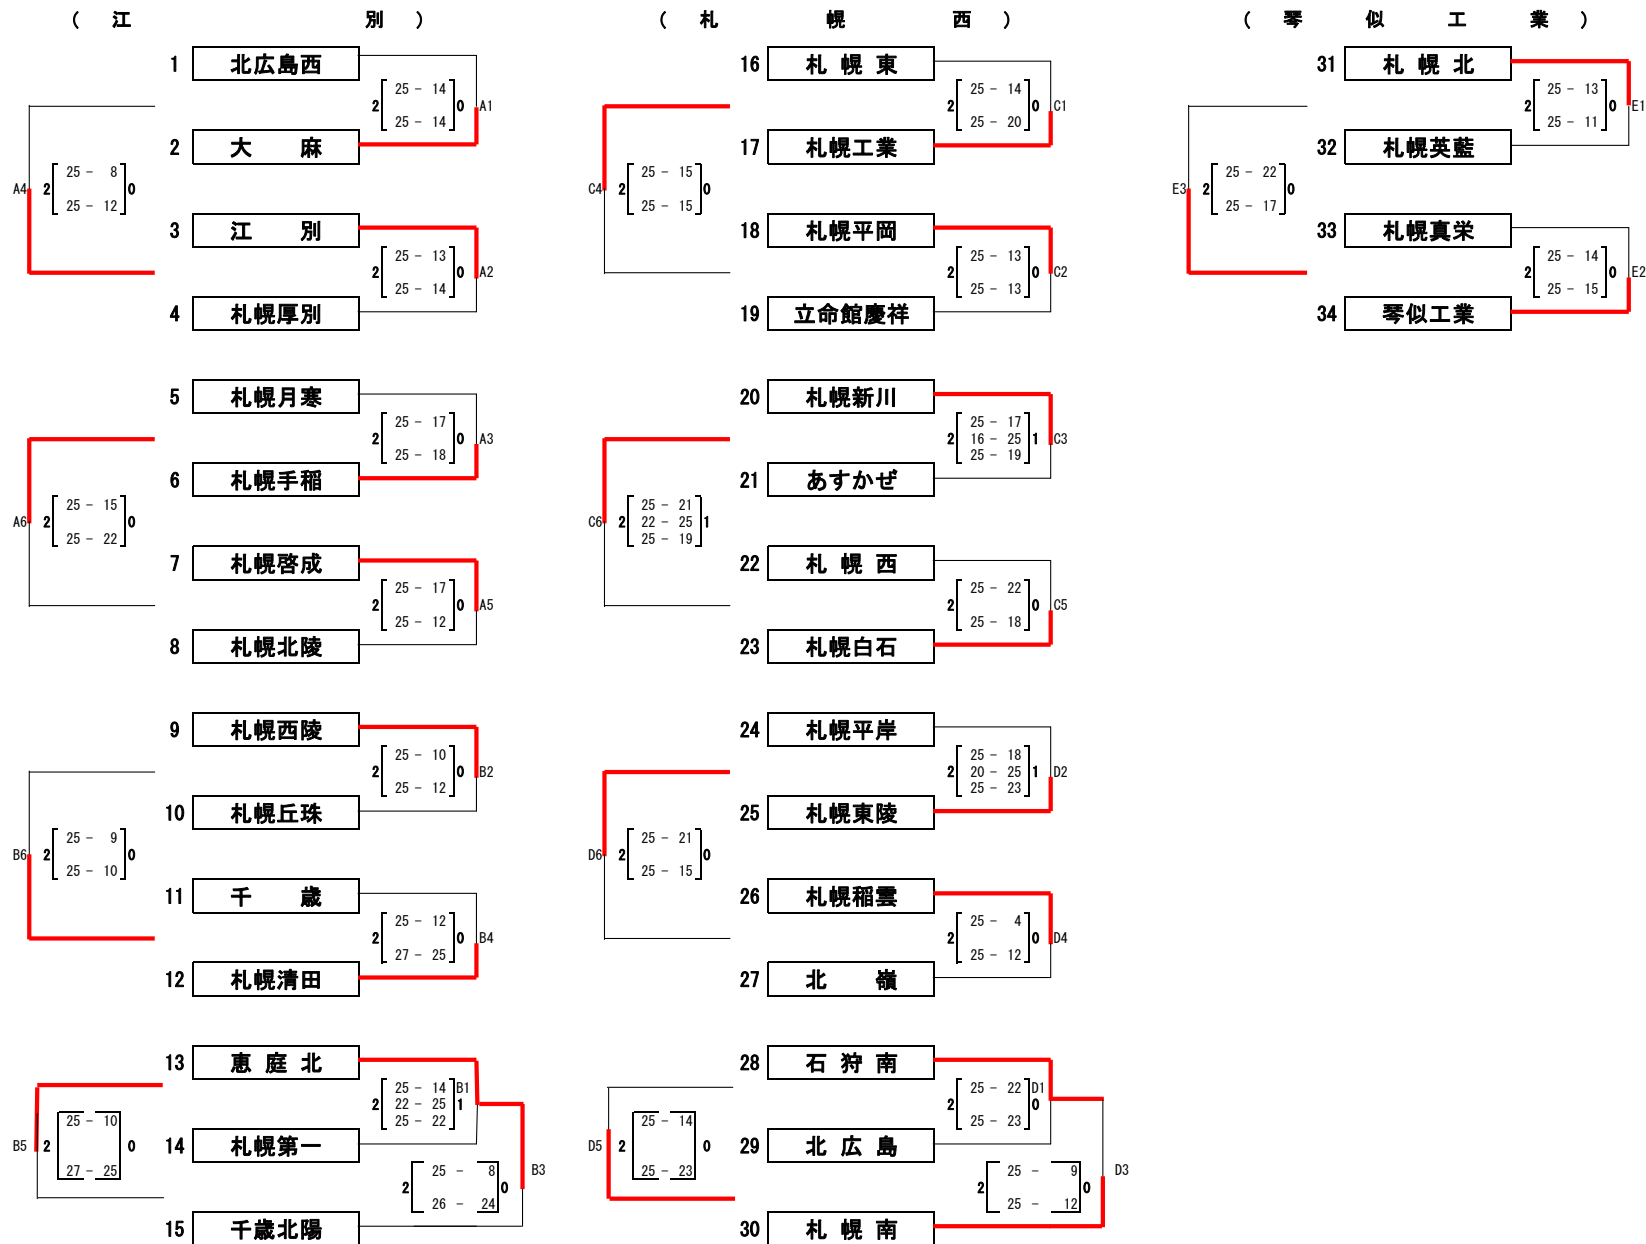 ( 江 別 )
1 北広島西
25 - 14
2 0 A1
25 - 14
2 大 麻
25 - 8
A4 2 0
25 - 12
3 江 別
25 - 13
2 0 A2
25 - 14
4 札幌厚別
5 札幌月寒
25 - 17
2 0 A3
25 - 18
6 札幌手稲
25 - 15
A6 2 0
25 - 22
7 札幌啓成
25 - 17
2 0 A5
25 - 12
8 札幌北陵
9 札幌西陵
25 - 10
2 0 B2
25 - 12
10 札幌丘珠
25 - 9
B6 2 0
25 - 10
11 千 歳
25 - 12
2 0 B4
27 - 25
12 札幌清田
13 恵 庭 北
25 - 14 B1
2 22 - 25 1
25 - 22
14 札幌第一
25 - 10
B5 2 0
27 - 25
25 - 8
2 0 B3
26 - 24
15 千歳北陽
( 札 幌 西 )
16 札 幌 東
25 - 14
2 0 C1
25 - 20
17 札幌工業
25 - 15
C4 2 0
25 - 15
18 札幌平岡
25 - 13
2 0 C2
25 - 13
19 立命館慶祥
20 札幌新川
25 - 17
2 16 - 25 1 C3
25 - 19
21 あすかぜ
25 - 21
C6 2 22 - 25 1
25 - 19
22 札 幌 西
25 - 22
2 0 C5
25 - 18
23 札幌白石
24 札幌平岸
25 - 18
2 20 - 25 1 D2
25 - 23
25 札幌東陵
25 - 21
D6 2 0
25 - 15
26 札幌稲雲
25 - 4
2 0 D4
25 - 12
27 北 嶺
28 石 狩 南
25 - 22 D1
2 0
25 - 23
29 北 広 島
25 - 14
D5 2 0
25 - 23
25 - 9
2 0 D3
25 - 12
30 札 幌 南
( 琴 似 工 業 )
31 札 幌 北
25 - 13
2 0 E1
25 - 11
32 札幌英藍
25 - 22
E3 2 0
25 - 17
33 札幌真栄
25 - 14
2 0 E2
25 - 15
34 琴似工業